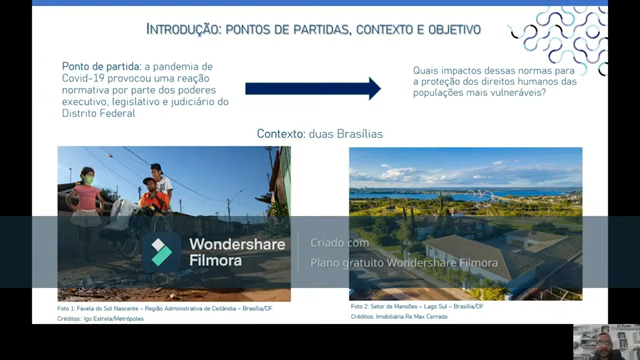 INTRODUÇÃO: PONTOS DE PARTIDAS, CONTEXTO E OBJETIVO
Ponto de partida: a pandemia de
Covid-19 provocou uma reação
normativa por parte dos poderes
executivo, legislativo e judiciário do
Distrito Federal
Quais impactos dessas normas para
a proteção dos direitos humanos das
populações mais vulneráveis?
Contexto: duas Brasílias
Wondershare
Filmora
Criado com
Plano gratuito Wondershare Filmora
Foto 1: Favela do Sol Nascente – Região Administrativa de Ceilândia – Brasília/DF
Créditos: Igo Estrela/Metrópoles
Foto 2: Setor de Mansões – Lago Sul – Brasília/DF
Créditos: Imobiliária Re Max Cerrado